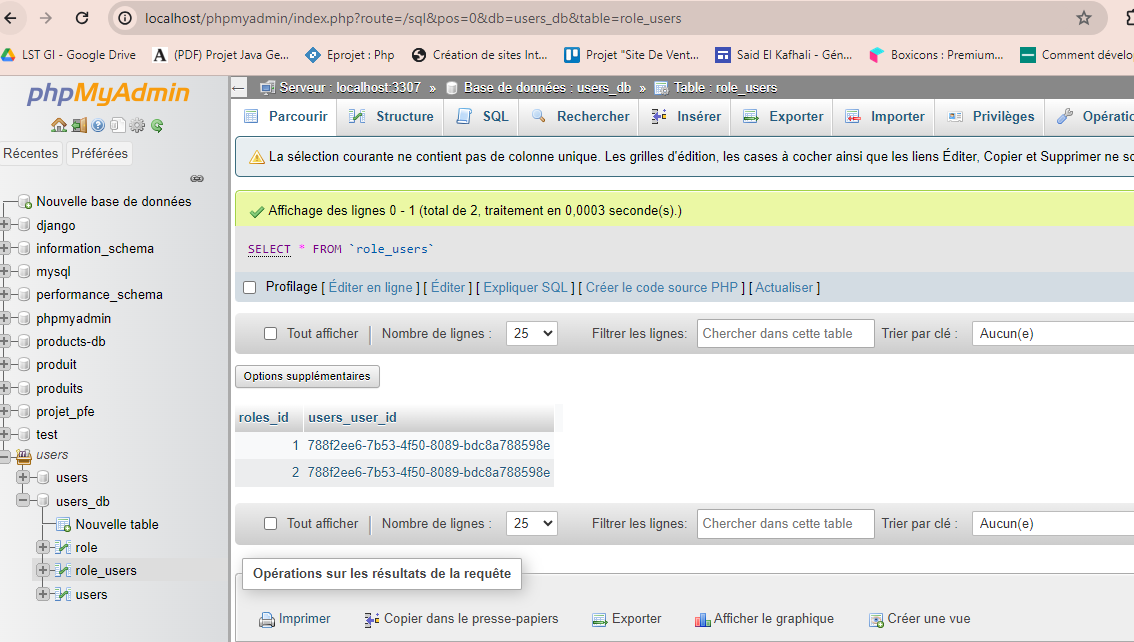 localhost/phpmyadmin/index.php?route=/sql&pos=0&db=users_db&table=role_users
LST GI - Google Drive
(PDF) Projet Java Ge...
Eprojet : Php
Création de sites Int...
Projet "Site De Vent...
Said El Kafhali - Gén...
Boxicons : Premium...
Comment dévelo
phpMyAdmin
Récentes
Préférées
Nouvelle base de données
django
information_schema
mysql
performance_schema
phpmyadmin
products-db
produit
produits
projet_pfe
test
users
users
users_db
Nouvelle table
role
role_users
users
Serveur : localhost:3307 » Base de données : users_db » Table : role_users
Parcourir
Structure
SQL
Rechercher
Insérer
Exporter
Importer
Privilèges
Opératio
La sélection courante ne contient pas de colonne unique. Les grilles d'édition, les cases à cocher ainsi que les liens Éditer, Copier et Supprimer ne so
Affichage des lignes 0 - 1 (total de 2, traitement en 0,0003 seconde(s).)
SELECT * FROM `role_users`
Profilage [ Éditer en ligne ] [ Éditer ] [ Expliquer SQL ] [ Créer le code source PHP ] [ Actualiser ]
Tout afficher | Nombre de lignes : 25 Filtrer les lignes: Chercher dans cette table Trier par clé : Aucun(e)
Options supplémentaires
roles_id users_user_id
1 788f2ee6-7b53-4f50-8089-bdc8a788598e
2 788f2ee6-7b53-4f50-8089-bdc8a788598e
Tout afficher | Nombre de lignes : 25 Filtrer les lignes: Chercher dans cette table Trier par clé : Aucun(e)
Opérations sur les résultats de la requête
Imprimer
Copier dans le presse-papiers
Exporter
Afficher le graphique
Créer une vue